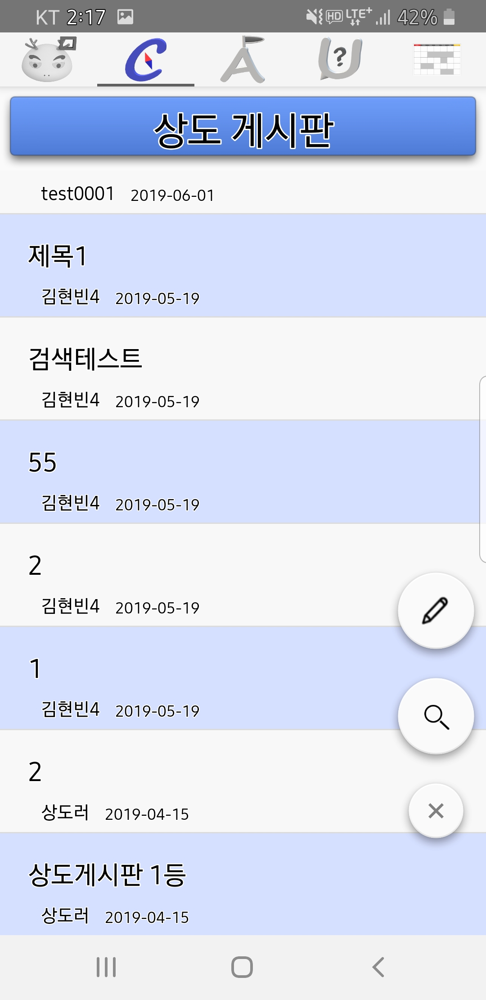 KT 2:17 HD LTE+ 42%
C A U ?
상도 게시판
test0001 2019-06-01
제목1
김현빈4 2019-05-19
검색테스트
김현빈4 2019-05-19
55
김현빈4 2019-05-19
2
김현빈4 2019-05-19
1
김현빈4 2019-05-19
2
상도러 2019-04-15
상도게시판 1등
상도러 2019-04-15